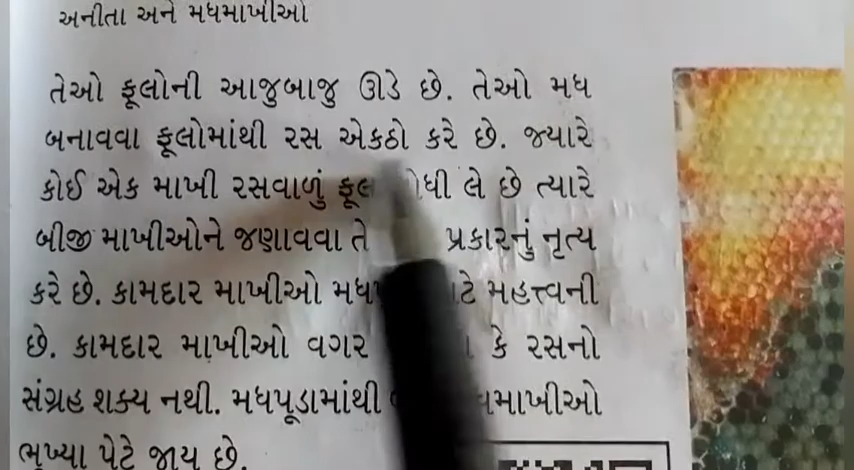 અનીતા અને મધમાખીઓ
તેઓ ફૂલોની આજુબાજુ ઊડે છે. તેઓ મધ
બનાવવા ફૂલોમાંથી રસ એકઠો કરે છે. જ્યારે
કોઈ એક માખી રસવાળું ફૂલ લે છે ત્યારે
બીજી માખીઓને જણાવવા તે પ્રકારનું નૃત્ય
કરે છે. કામદાર માખીઓ મહત્ત્વની
છે. કામદાર માખીઓ વગર કે રસનો
સંગ્રહ શક્ય નથી. મધપૂડામાંથી
ભૂખ્યા પેટે જાય છે.